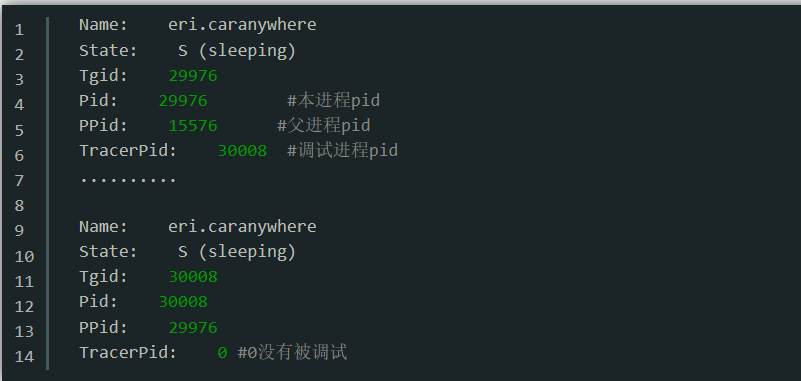 1 Name: eri.caranywhere
2 State: S (sleeping)
3 Tgid: 29976
4 Pid: 29976 #本进程pid
5 PPid: 15576 #父进程pid
6 TracerPid: 30008 #调试进程pid
7 ..........
8
9 Name: eri.caranywhere
10 State: S (sleeping)
11 Tgid: 30008
12 Pid: 30008
13 PPid: 29976
14 TracerPid: 0 #0没有被调试